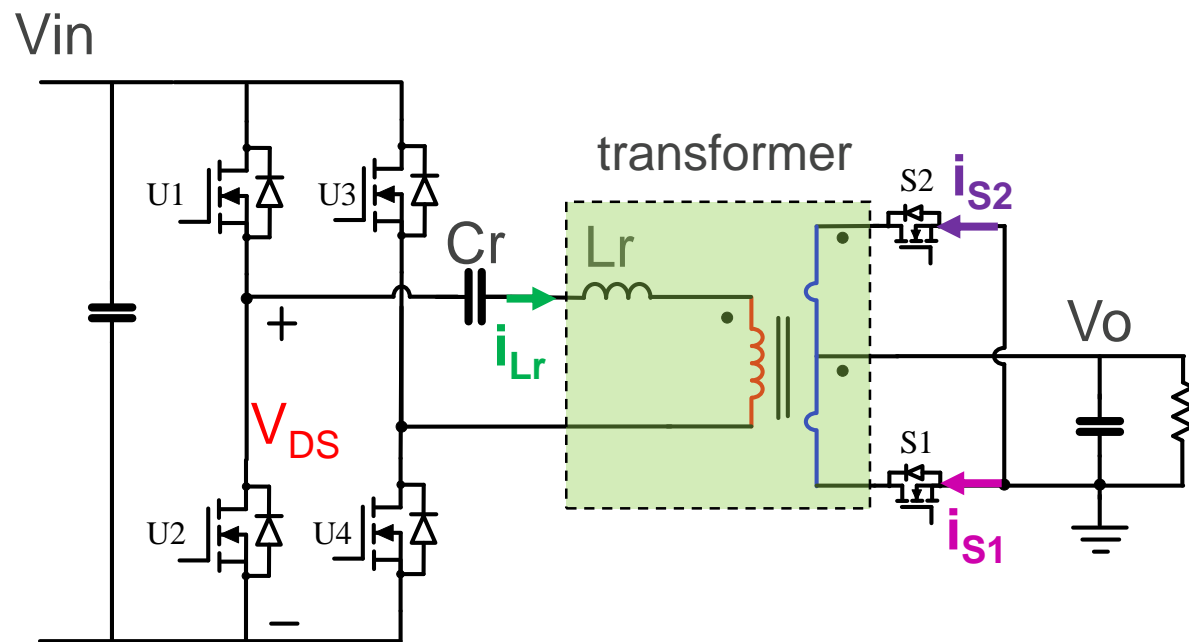 Vin
transformer
U1
U3
S2
iS2
Cr
Lr
+
iLr
Vo
VDS
S1
U2
U4
iS1
−